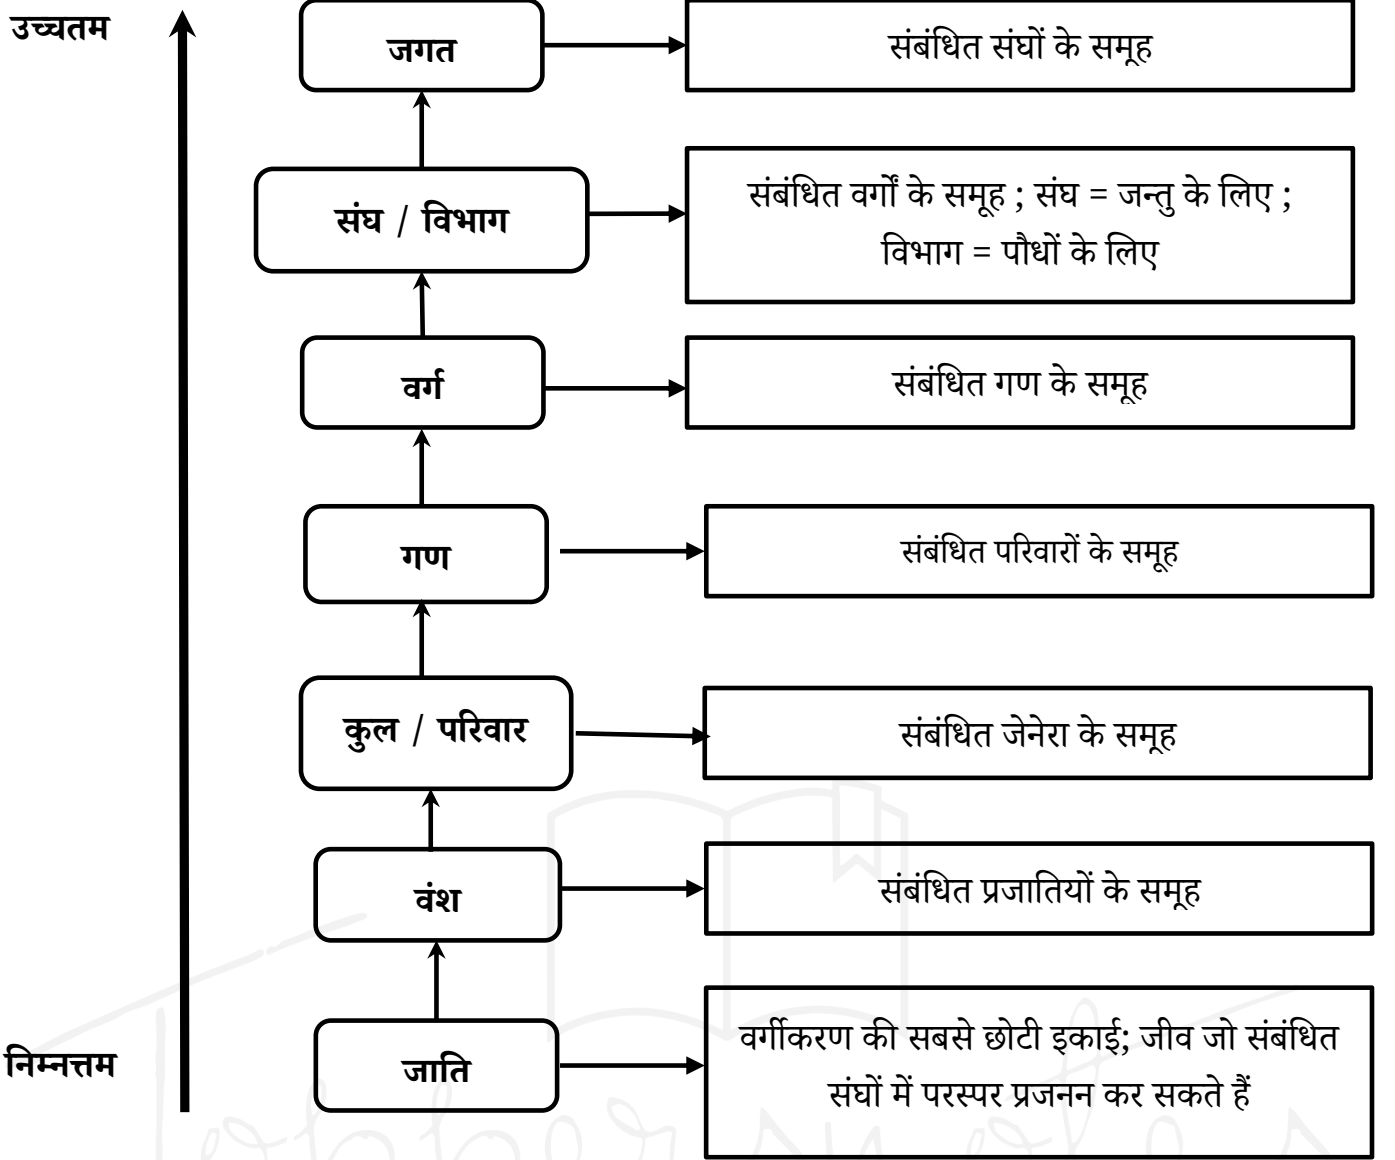 उच्चतम
जगत
संबंधित संघों के समूह
संघ / विभाग
संबंधित वर्गों के समूह ; संघ = जन्तु के लिए ;
विभाग = पौधों के लिए
वर्ग
संबंधित गण के समूह
गण
संबंधित परिवारों के समूह
कुल / परिवार
संबंधित जेनेरा के समूह
वंश
संबंधित प्रजातियों के समूह
निम्नत्तम
जाति
वर्गीकरण की सबसे छोटी इकाई; जीव जो संबंधित
संघों में परस्पर प्रजनन कर सकते हैं